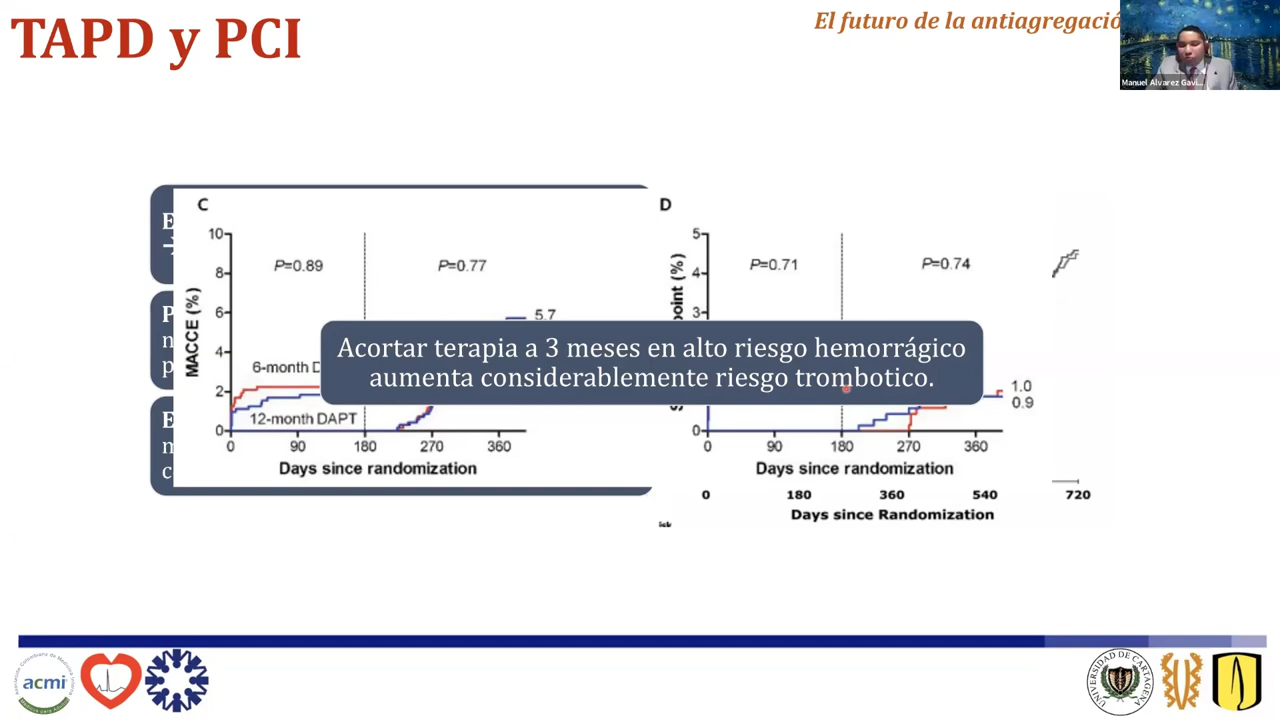 TAPD y PCI
El futuro de la antiagregació
Manuel Alvarez Gavi...
C
10
8
6
4
2
0
MACCE (%)
P=0.89
P=0.77
5.7
6-month D
12-month DAPT
0 90 180 270 360
Days since randomization
D
5
4
3
0
point (%)
P=0.71
P=0.74
1.0
0.9
0 90 180 270 360
Days since randomization
0 180 360 540 720
Days since Randomization
Acortar terapia a 3 meses en alto riesgo hemorrágico
aumenta considerablemente riesgo trombotico.
E
P
n
p
E
m
c
acmi
UNIVERSIDAD DE CARTAGENA